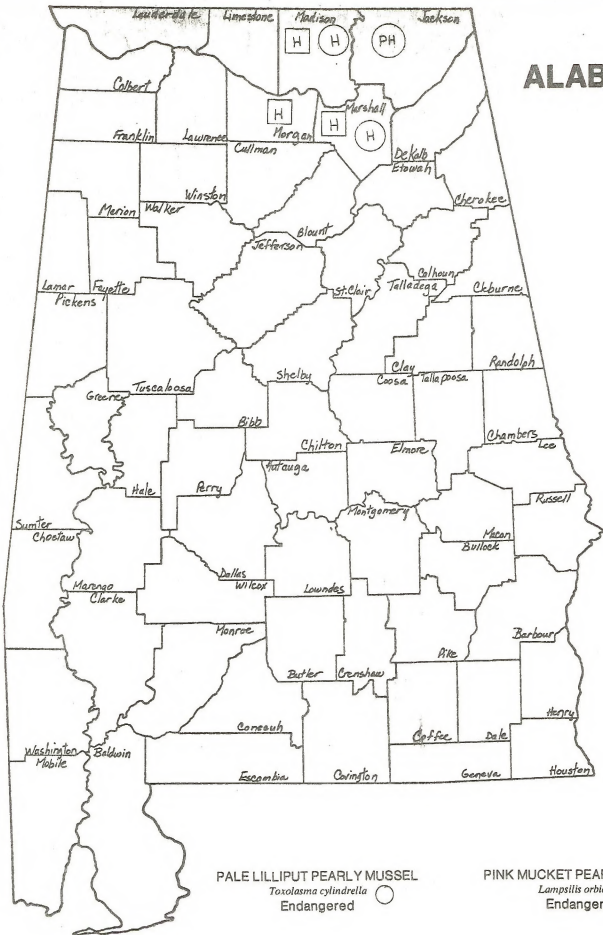 Lauderdale Limestone Madison Jackson
H H PH
ALAB
Colbert
H H Marshall
H
Franklin Lawrence Morgan
Cullman DeKalb
Etowah
Winston Cherokee
Marion Walker
Blount
Jefferson
Calhoun
Lamar Fayette St. Clair Talladega Cleburne
Pickens
Clay Randolph
Tuscaloosa Shelby Coosa Tallapoosa
Greene
Bibb
Chilton Elmore Chambers
Lee
Autauga
Hale Perry
Russell
Montgomery
Sumter Macon
Choctaw Bullock
Dallas
Marengo Wilcox Lowndes
Clarke
Monroe Barbour
Pike
Butler Crenshaw
Henry
Conecuh
Coffee Dale
Washington Baldwin
Mobile
Escambia Covington Geneva Houston
PALE LILLIPUT PEARLY MUSSEL
Toxolasma cylindrella
Endangered
PINK MUCKET PEAR
Lampsilis orbic
Endanger